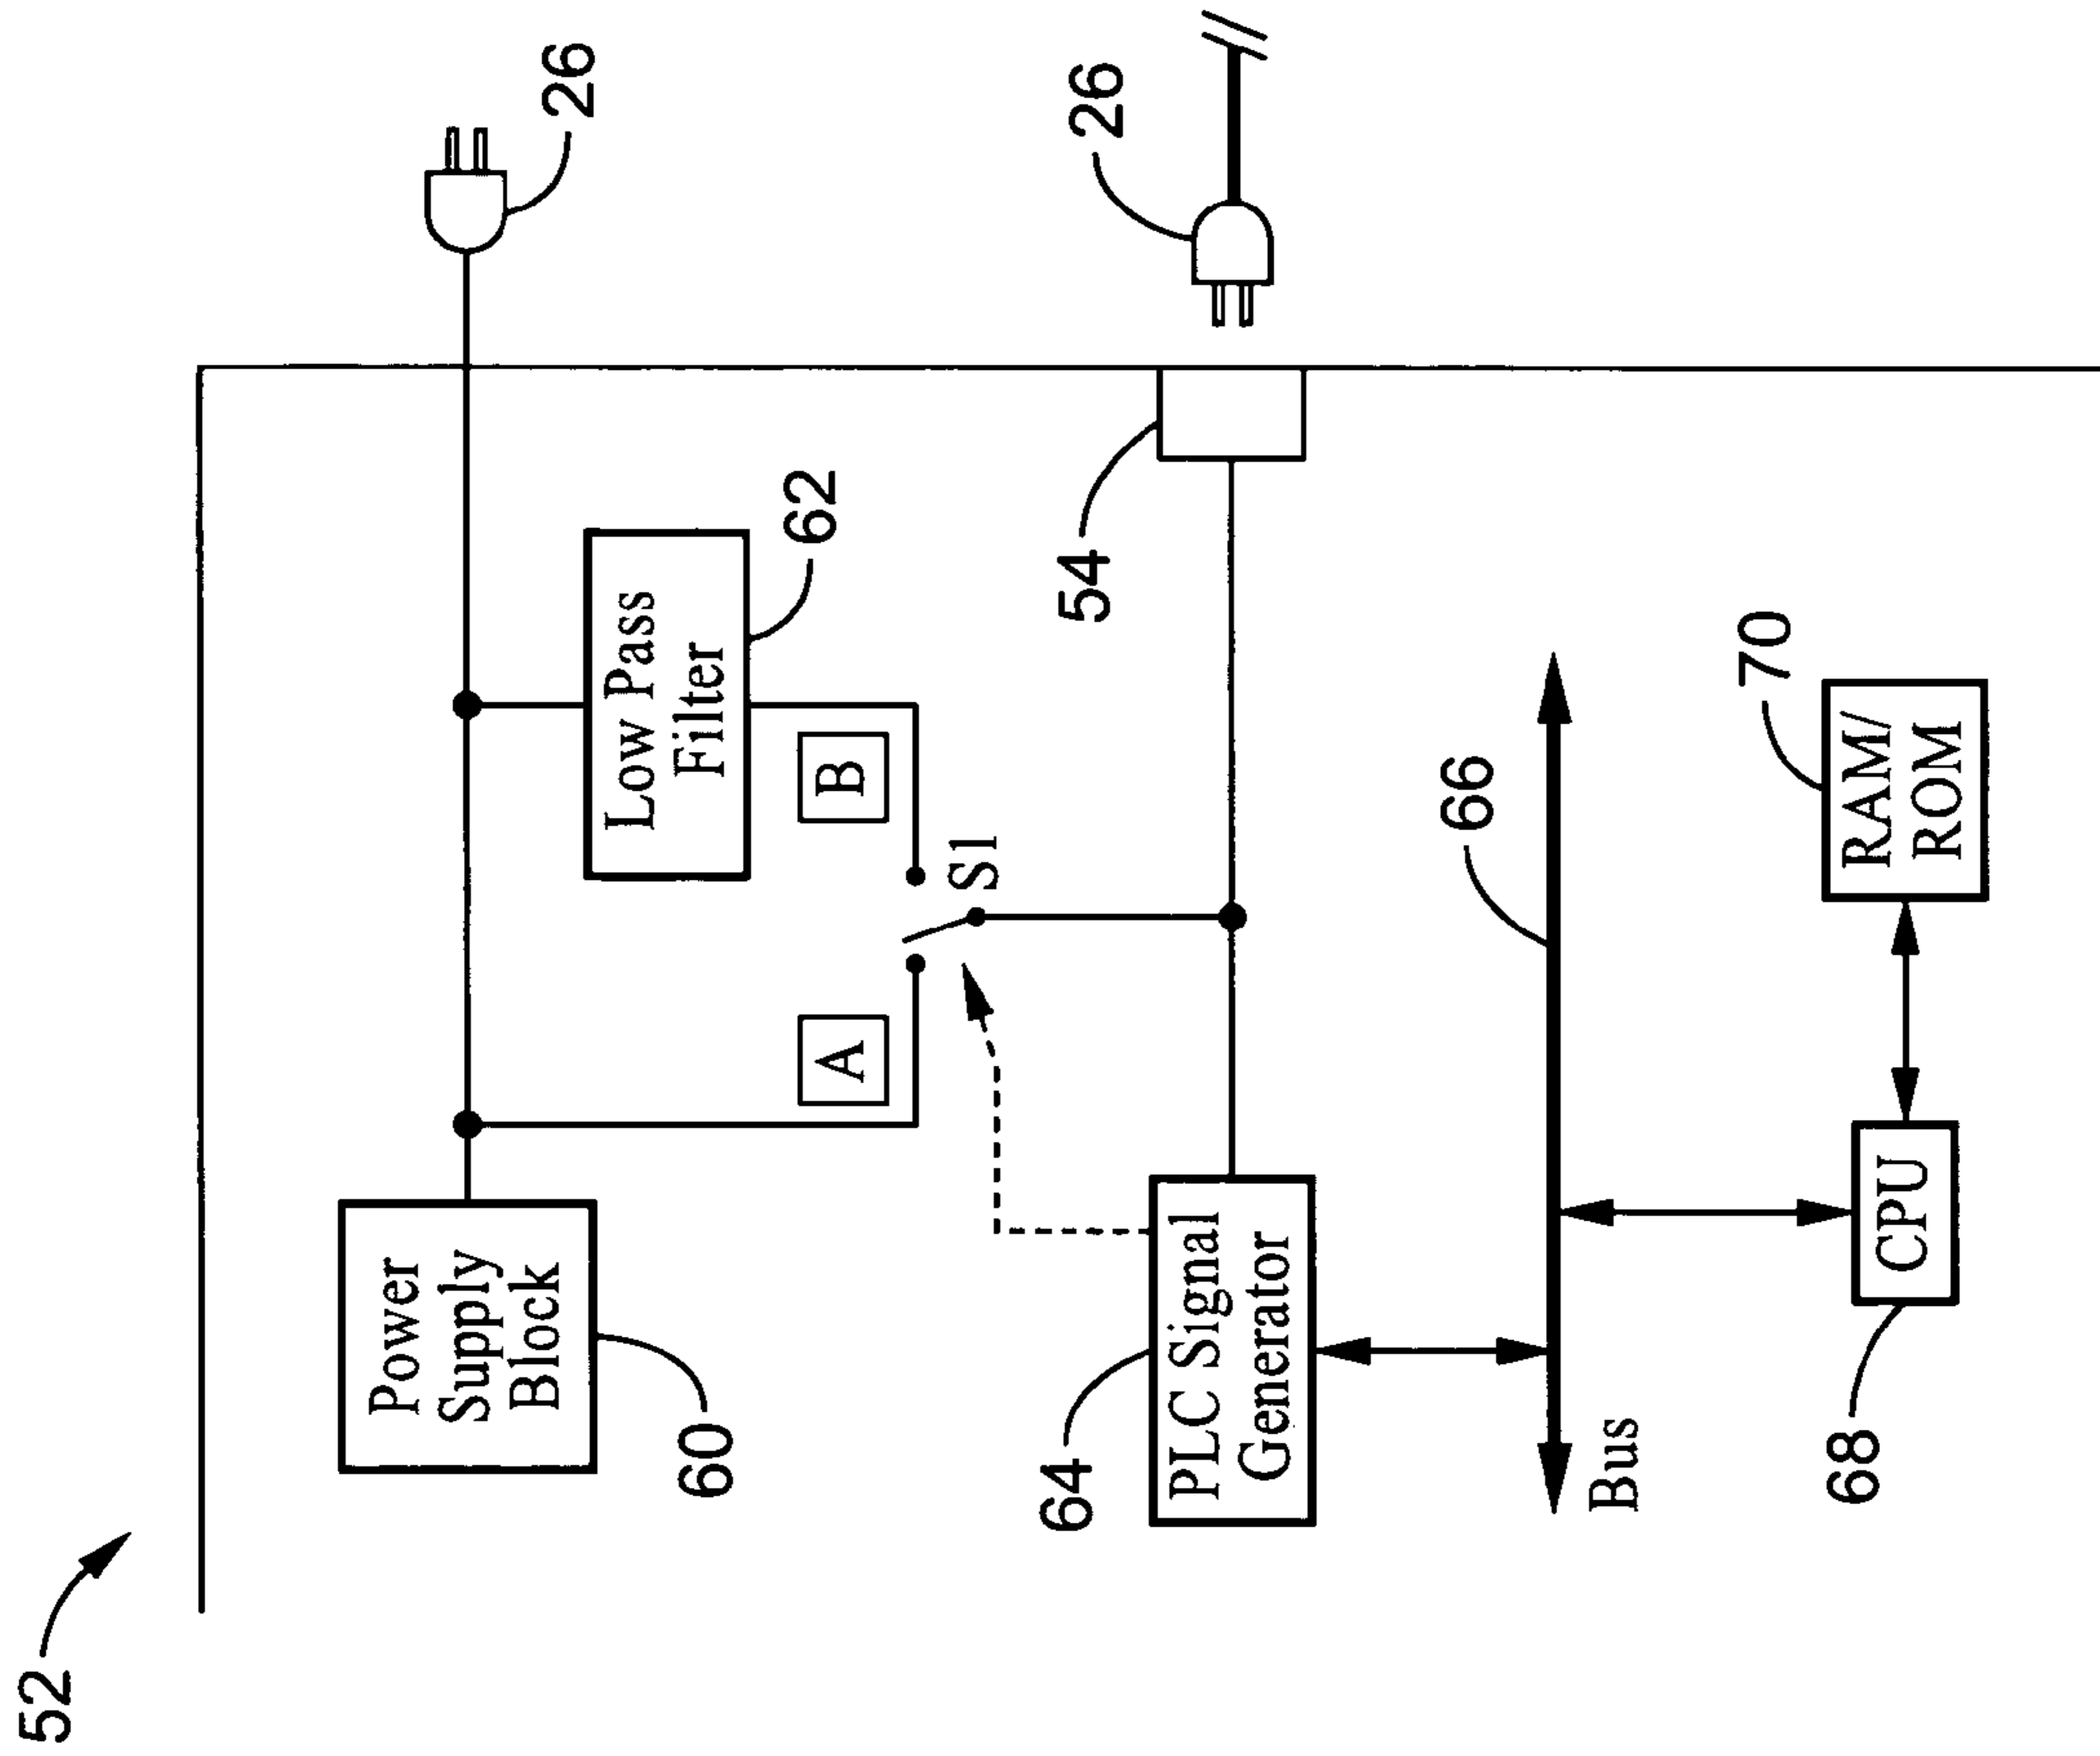 52
Power
Supply
Block
60
26
Low Pass
Filter
62
A
B
S1
26
54
64
PLC Signal
Generator
66
Bus
68
CPU
70
RAM/
ROM